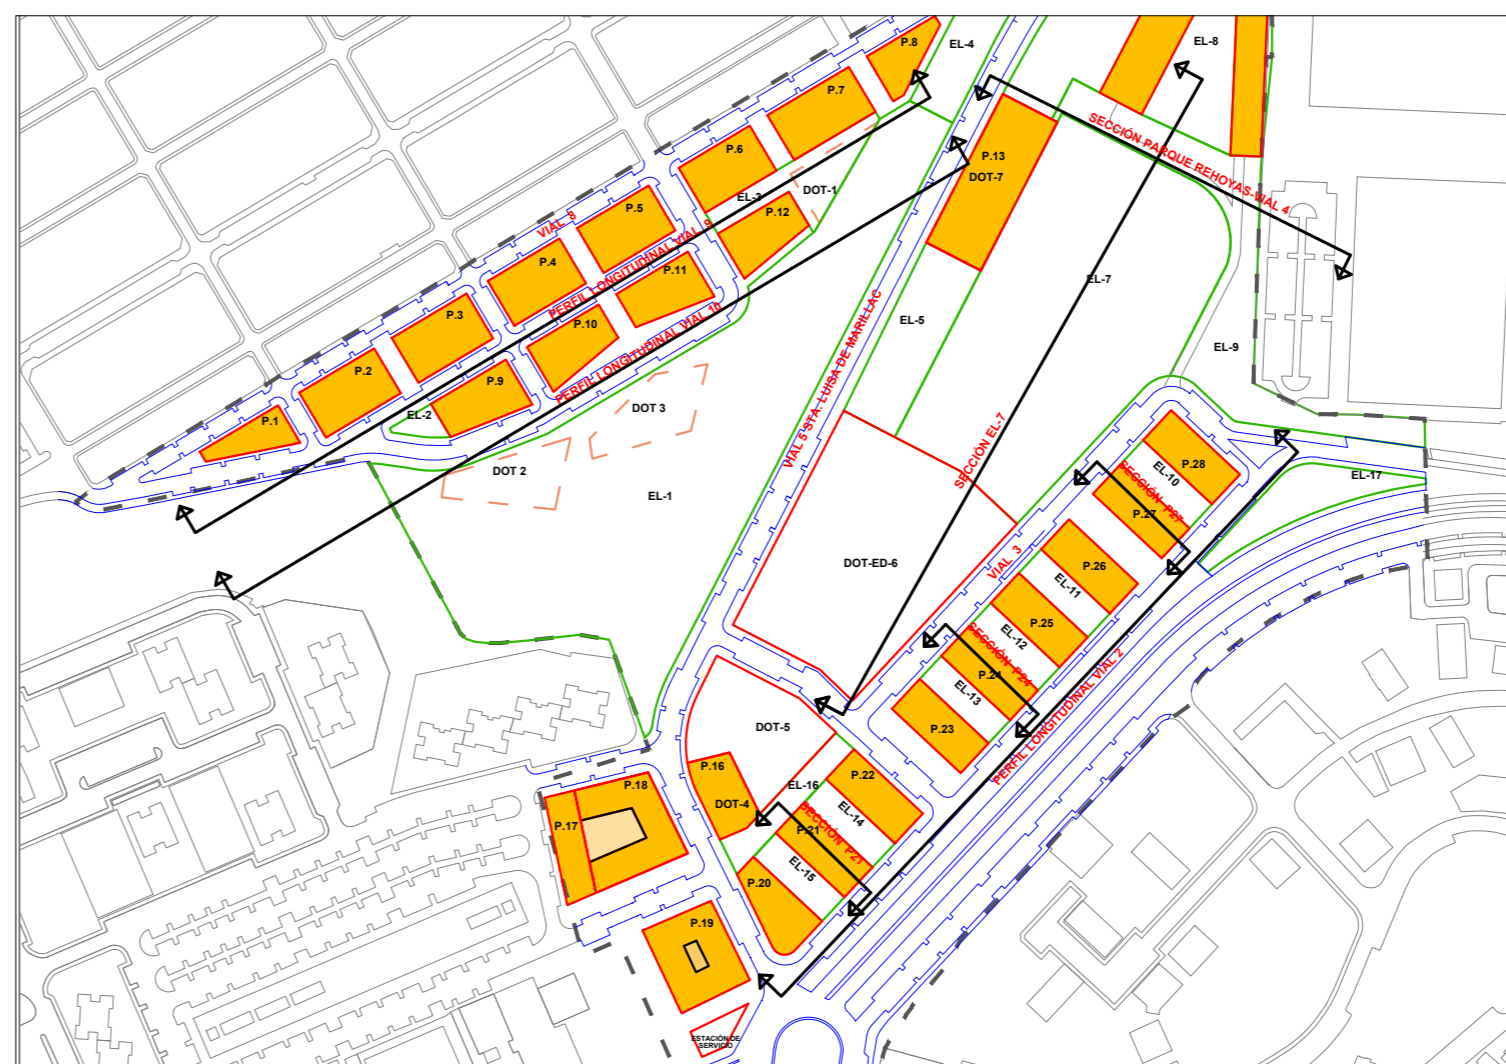 P.8
EL-4
EL-8
P.7
SECCIÓN PARQUE REHOYAS-VIAL 4
P.6
P.13
DOT-7
DOT-1
EL-3
P.12
P.5
VIAL 8
PERFIL LONGITUDINAL VIAL 9
P.4
P.11
EL-7
P.3
P.10
PERFIL LONGITUDINAL VIAL 10
EL-5
VIAL 5 STA. LUISA DE MARILLAC
EL-9
P.2
P.9
EL-2
P.1
DOT 3
SECCIÓN EL-7
DOT 2
EL-1
P.28
EL-10
SECCIÓN P27
P.27
EL-17
DOT-ED-6
VIAL 3
P.26
EL-11
P.25
EL-12
SECCIÓN P24
P.24
EL-13
P.23
PERFIL LONGITUDINAL VIAL 2
DOT-5
P.16
DOT-4
P.22
EL-16
EL-14
SECCIÓN P21
P.21
EL-15
P.20
P.18
P.17
P.19
ESTACIÓN DE
SERVICIO